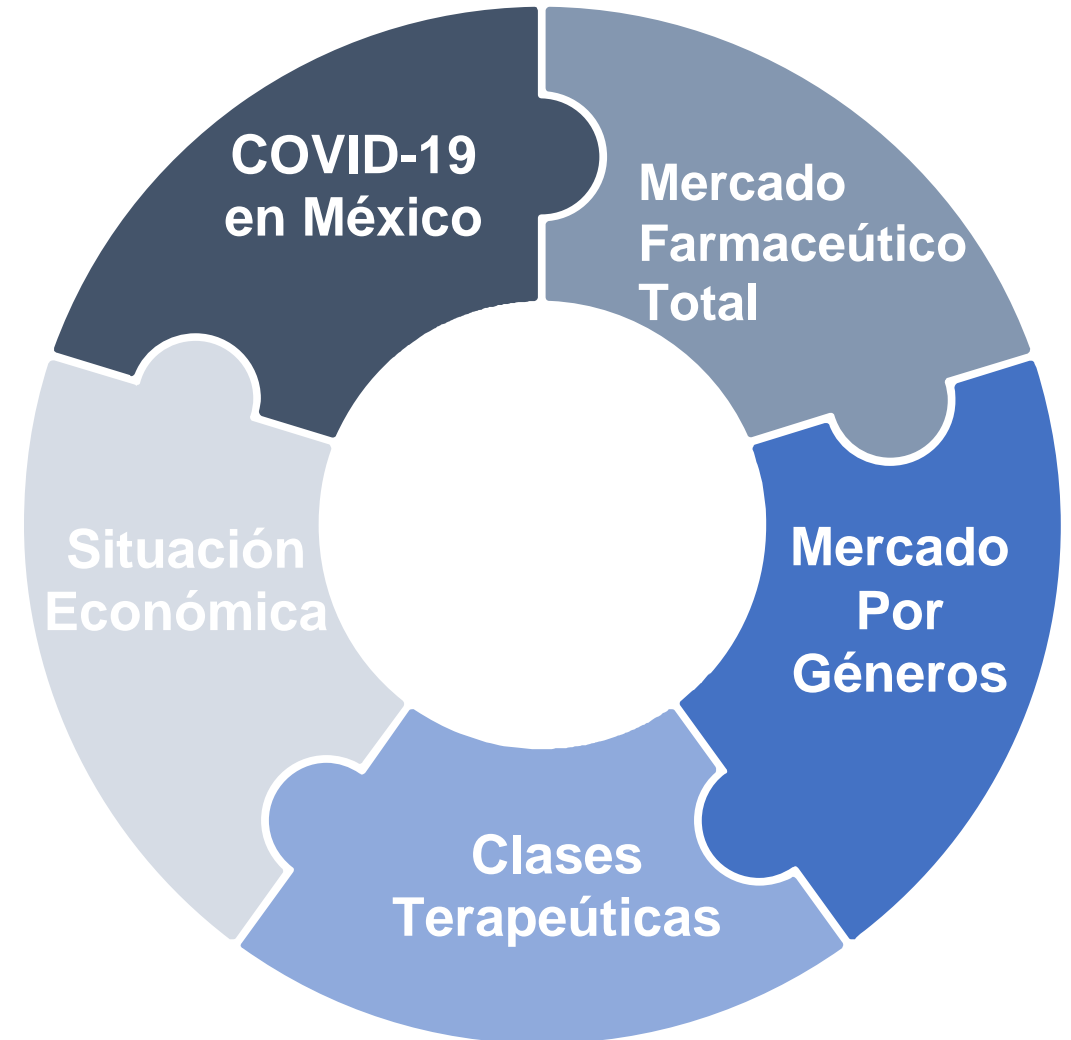 COVID-19
en México
Mercado
Farmaceútico
Total
Mercado
Por
Géneros
Clases
Terapeúticas
Situación
Económica